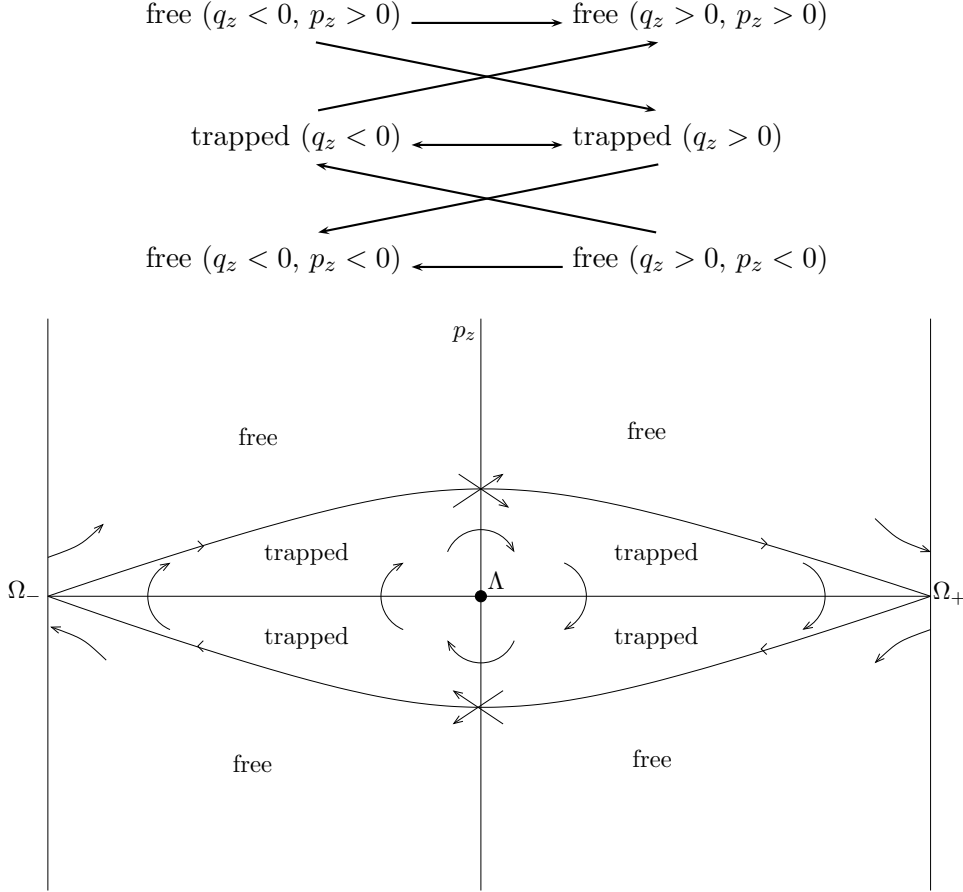 free (q_z < 0, p_z > 0) free (q_z > 0, p_z > 0)
trapped (q_z < 0) trapped (q_z > 0)
free (q_z < 0, p_z < 0) free (q_z > 0, p_z < 0)
p_z
free free
trapped trapped
Ω_− Λ Ω_+
trapped trapped
free free